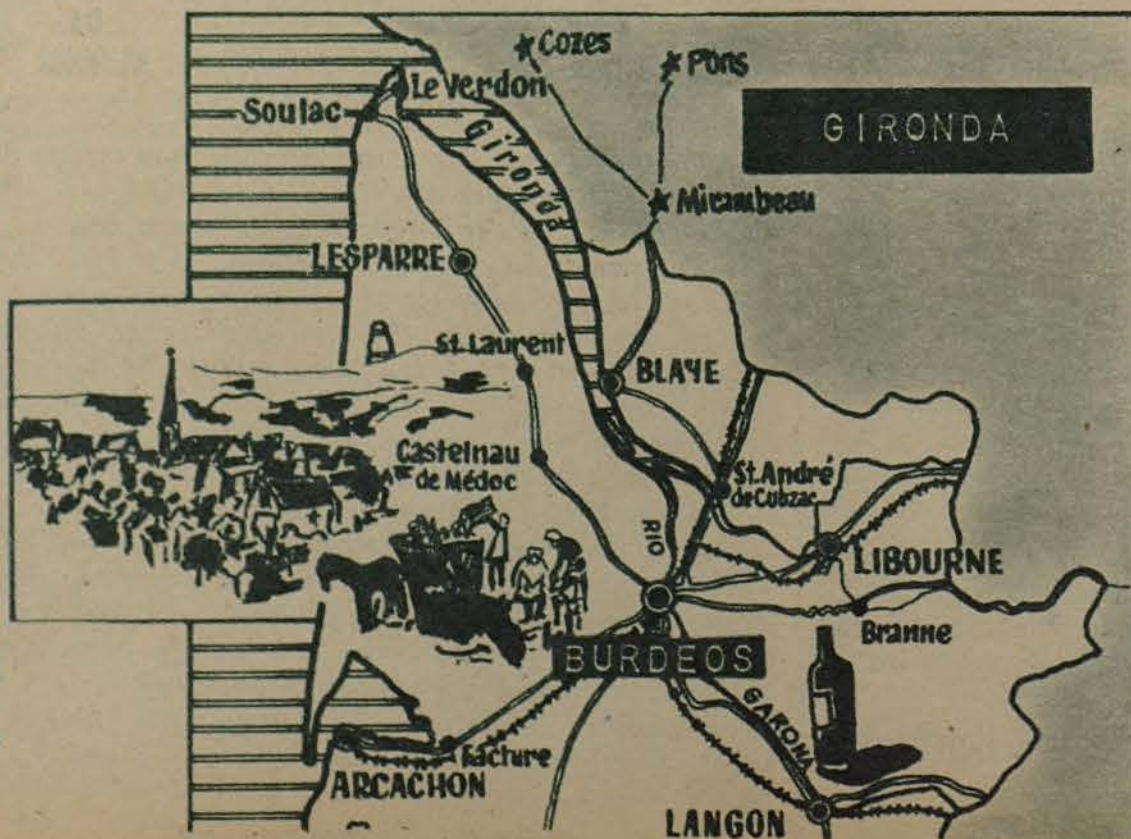 Cozes
Pons
Le Verdon
Soulac
Gironda
GIRONDA
Mirambeau
LESPARRE
St. Laurent
BLAYE
Castelnau
de Médoc
St. André
de Cubzac
RIO
LIBOURNE
Branne
BURDEOS
GARONA
Facture
ARCACHON
LANGON